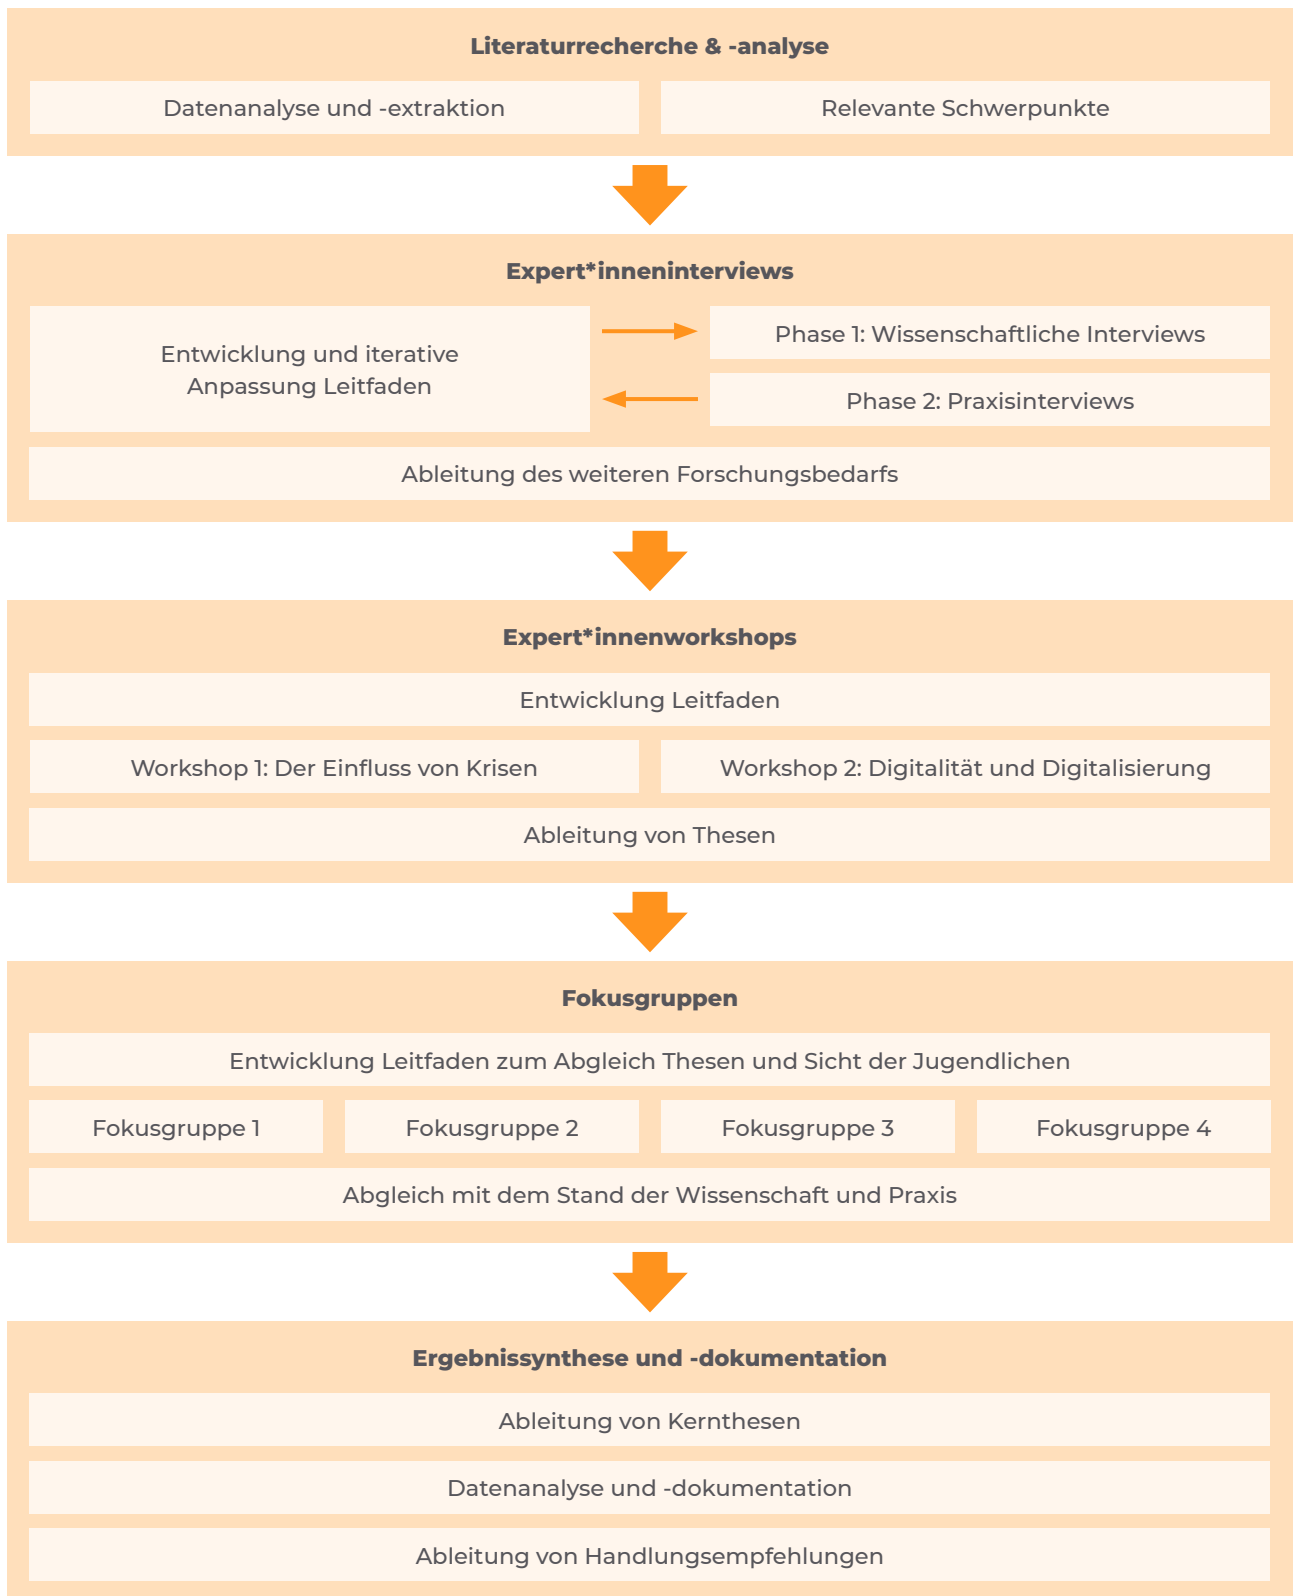 Literaturrecherche & -analyse
Datenanalyse und -extraktion
Relevante Schwerpunkte
Expert*inneninterviews
Entwicklung und iterative
Anpassung Leitfaden
Phase 1: Wissenschaftliche Interviews
Phase 2: Praxisinterviews
Ableitung des weiteren Forschungsbedarfs
Expert*innenworkshops
Entwicklung Leitfaden
Workshop 1: Der Einfluss von Krisen
Workshop 2: Digitalität und Digitalisierung
Ableitung von Thesen
Fokusgruppen
Entwicklung Leitfaden zum Abgleich Thesen und Sicht der Jugendlichen
Fokusgruppe 1
Fokusgruppe 2
Fokusgruppe 3
Fokusgruppe 4
Abgleich mit dem Stand der Wissenschaft und Praxis
Ergebnissynthese und -dokumentation
Ableitung von Kernthesen
Datenanalyse und -dokumentation
Ableitung von Handlungsempfehlungen